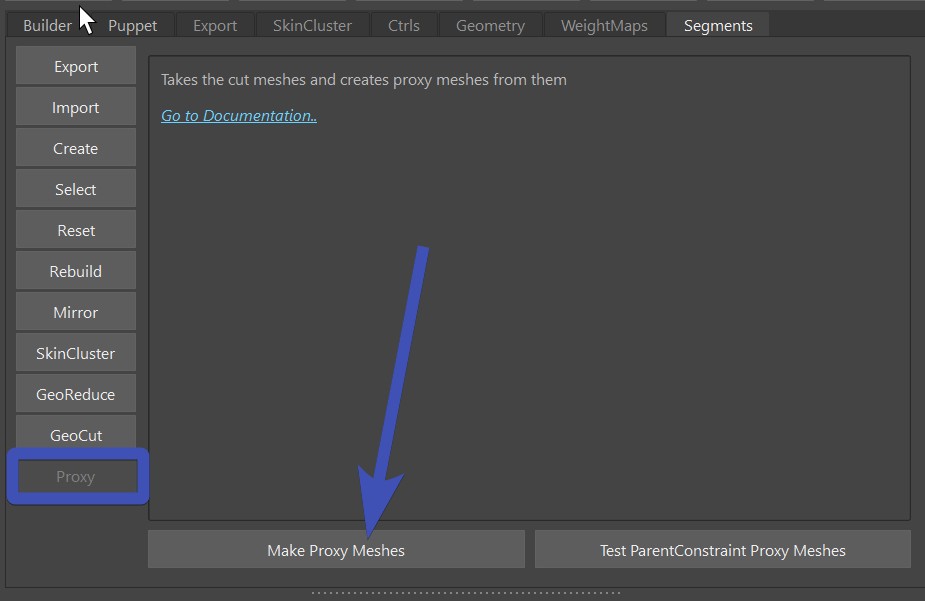 Builder Puppet Export SkinCluster Ctrls Geometry WeightMaps Segments
Export
Takes the cut meshes and creates proxy meshes from them
Import
Go to Documentation..
Create
Select
Reset
Rebuild
Mirror
SkinCluster
GeoReduce
GeoCut
Proxy
Make Proxy Meshes Test ParentConstraint Proxy Meshes